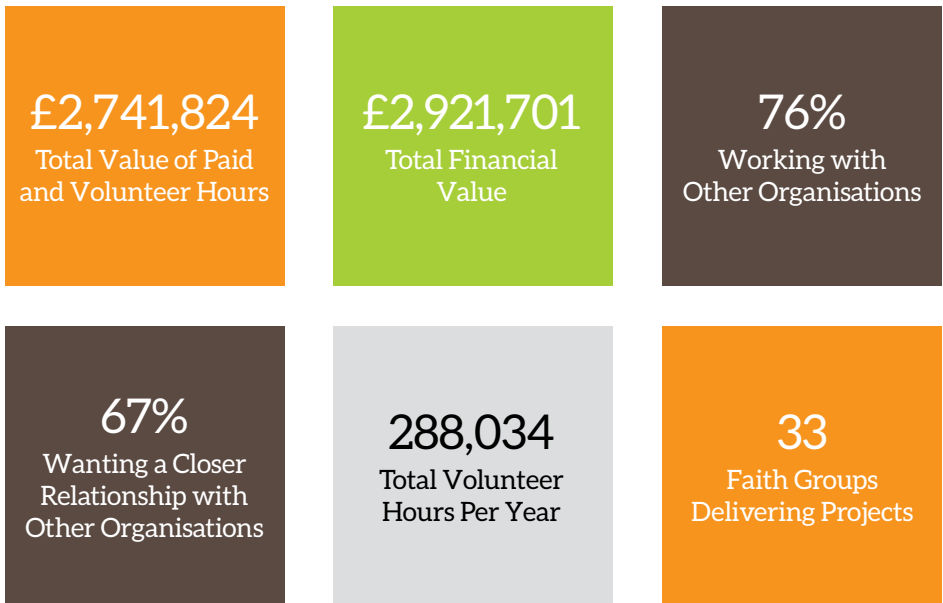 £2,741,824
Total Value of Paid
and Volunteer Hours
£2,921,701
Total Financial
Value
76%
Working with
Other Organisations
67%
Wanting a Closer
Relationship with
Other Organisations
288,034
Total Volunteer
Hours Per Year
33
Faith Groups
Delivering Projects